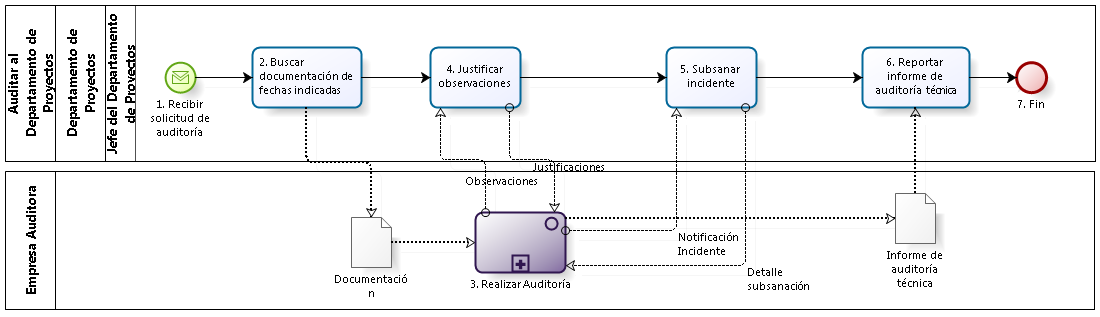 Auditar al
Departamento de
Proyectos
Departamento de
Proyectos
Jefe del Departamento
de Proyectos
1. Recibir
solicitud de
auditoría
2. Buscar
documentación de
fechas indicadas
4. Justificar
observaciones
5. Subsanar
incidente
6. Reportar
informe de
auditoría técnica
7. Fin
Justificaciones
Observaciones
Empresa Auditora
Documentació
n
3. Realizar Auditoría
Notificación
Incidente
Detalle
subsanación
Informe de
auditoría
técnica